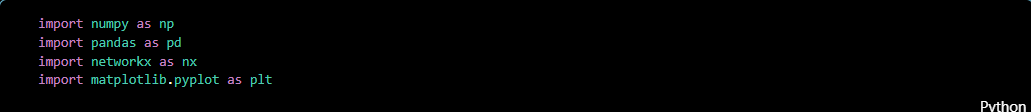 import numpy as np
import pandas as pd
import networkx as nx
import matplotlib.pyplot as plt
Python